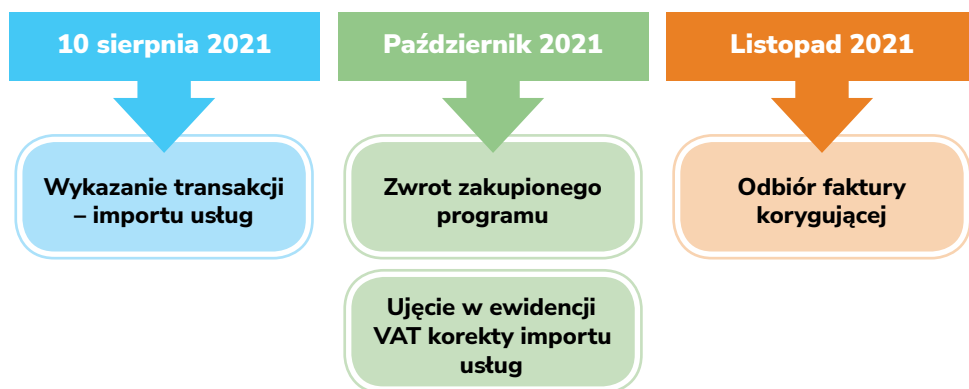 10 sierpnia 2021
Październik 2021
Listopad 2021
Wykazanie transakcji
– importu usług
Zwrot zakupionego
programu
Odbiór faktury
korygującej
Ujęcie w ewidencji
VAT korekty importu
usług